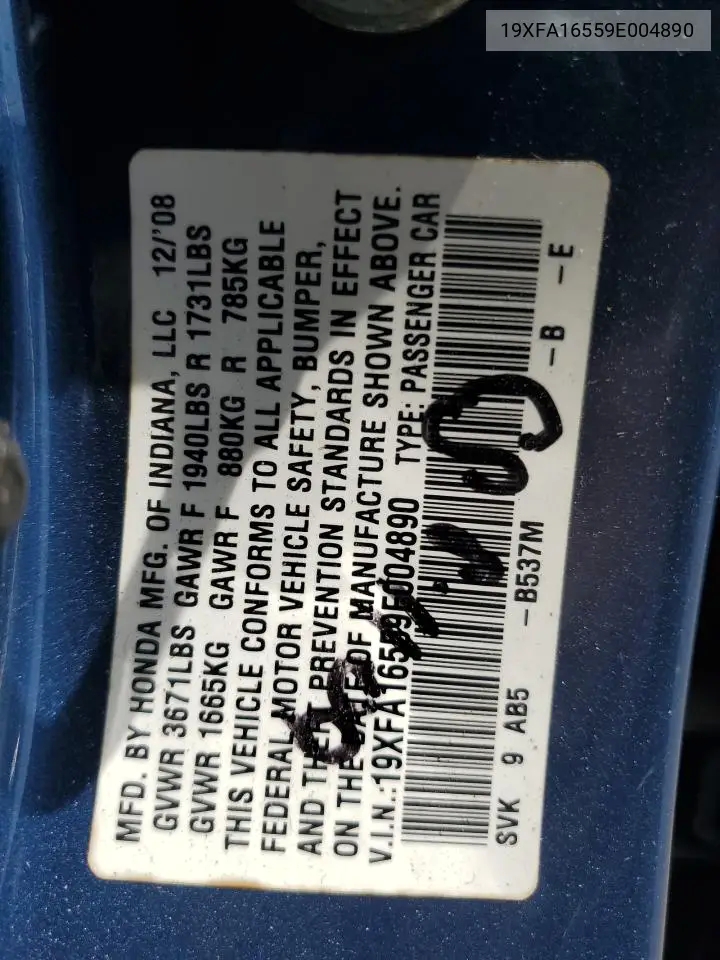 19XFA16559E004890
MFD. BY HONDA MFG. OF INDIANA, LLC 12/'08
GVWR 3671LBS GAWR F 1940LBS R 1731LBS
GVWR 1665KG GAWR F 880KG R 785KG
THIS VEHICLE CONFORMS TO ALL APPLICABLE
FEDERAL MOTOR VEHICLE SAFETY, BUMPER,
AND THEFT PREVENTION STANDARDS IN EFFECT
ON THE DATE OF MANUFACTURE SHOWN ABOVE.
V.I.N.:19XFA16559E004890 TYPE: PASSENGER CAR
SVK 9 AB5 -B537M -B -E